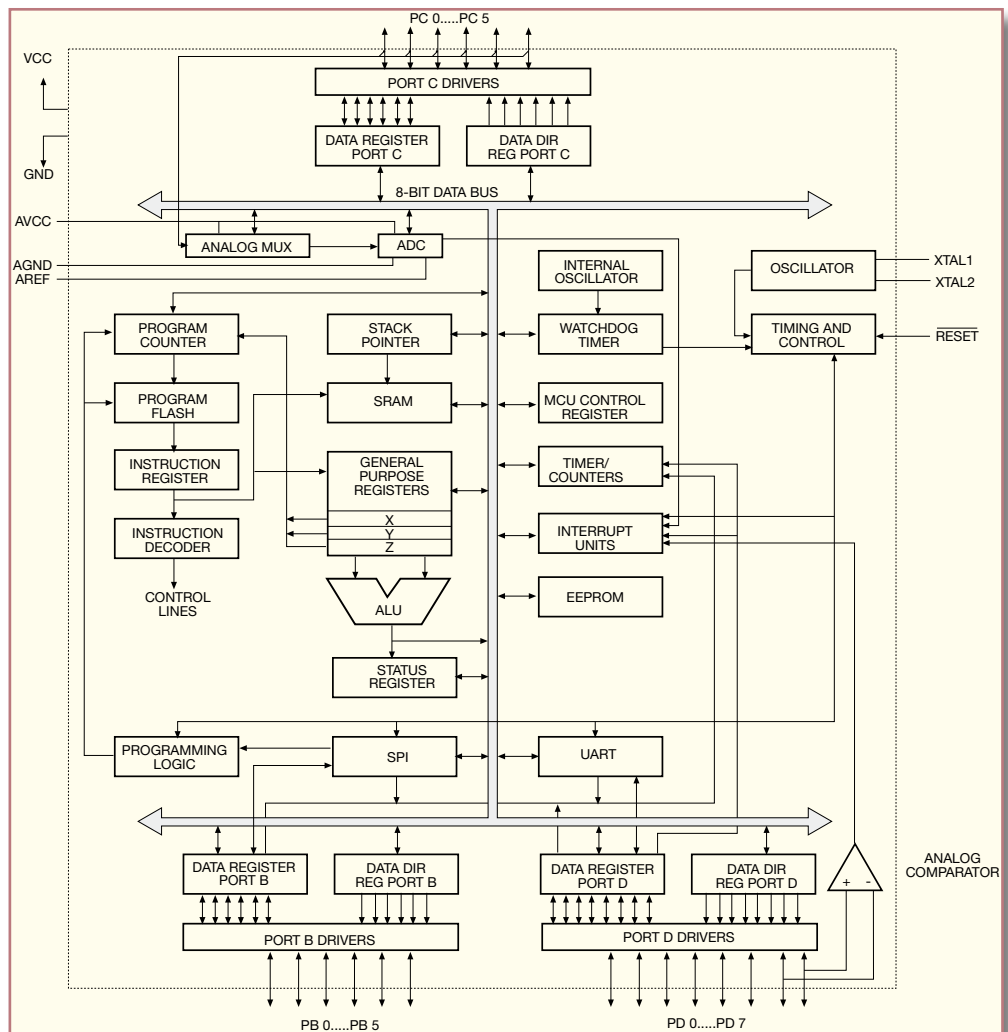 PC 0.....PC 5
VCC
PORT C DRIVERS
DATA REGISTER
PORT C
DATA DIR
REG PORT C
GND
8-BIT DATA BUS
AVCC
ANALOG MUX
ADC
AGND
AREF
INTERNAL
OSCILLATOR
OSCILLATOR
XTAL1
XTAL2
PROGRAM
COUNTER
STACK
POINTER
WATCHDOG
TIMER
TIMING AND
CONTROL
RESET
PROGRAM
FLASH
SRAM
MCU CONTROL
REGISTER
INSTRUCTION
REGISTER
GENERAL
PURPOSE
REGISTERS
TIMER/
COUNTERS
X
Y
Z
INSTRUCTION
DECODER
INTERRUPT
UNITS
CONTROL
LINES
ALU
EEPROM
STATUS
REGISTER
PROGRAMMING
LOGIC
SPI
UART
DATA REGISTER
PORT B
DATA DIR
REG PORT B
DATA REGISTER
PORT D
DATA DIR
REG PORT D
+ -
ANALOG
COMPARATOR
PORT B DRIVERS
PORT D DRIVERS
PB 0.....PB 5
PD 0.....PD 7